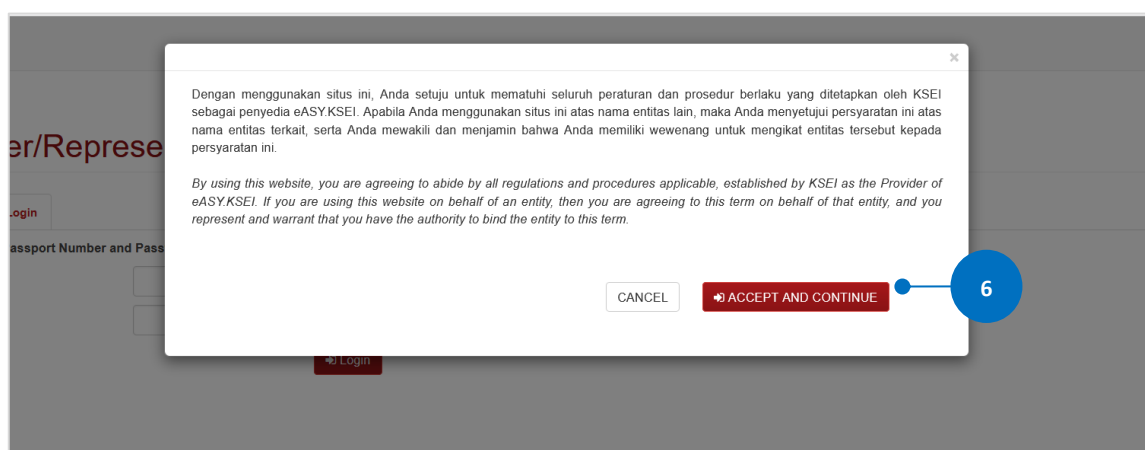 ×
Dengan menggunakan situs ini, Anda setuju untuk mematuhi seluruh peraturan dan prosedur berlaku yang ditetapkan oleh KSEI
sebagai penyedia eASY.KSEI. Apabila Anda menggunakan situs ini atas nama entitas lain, maka Anda menyetujui persyaratan ini atas
nama entitas terkait, serta Anda mewakili dan menjamin bahwa Anda memiliki wewenang untuk mengikat entitas tersebut kepada
persyaratan ini.
er/Represe
By using this website, you are agreeing to abide by all regulations and procedures applicable, established by KSEI as the Provider of
eASY.KSEI. If you are using this website on behalf of an entity, then you are agreeing to this term on behalf of that entity, and you
represent and warrant that you have the authority to bind the entity to this term.
Login
assport Number and Pass
CANCEL
ACCEPT AND CONTINUE
6
Login